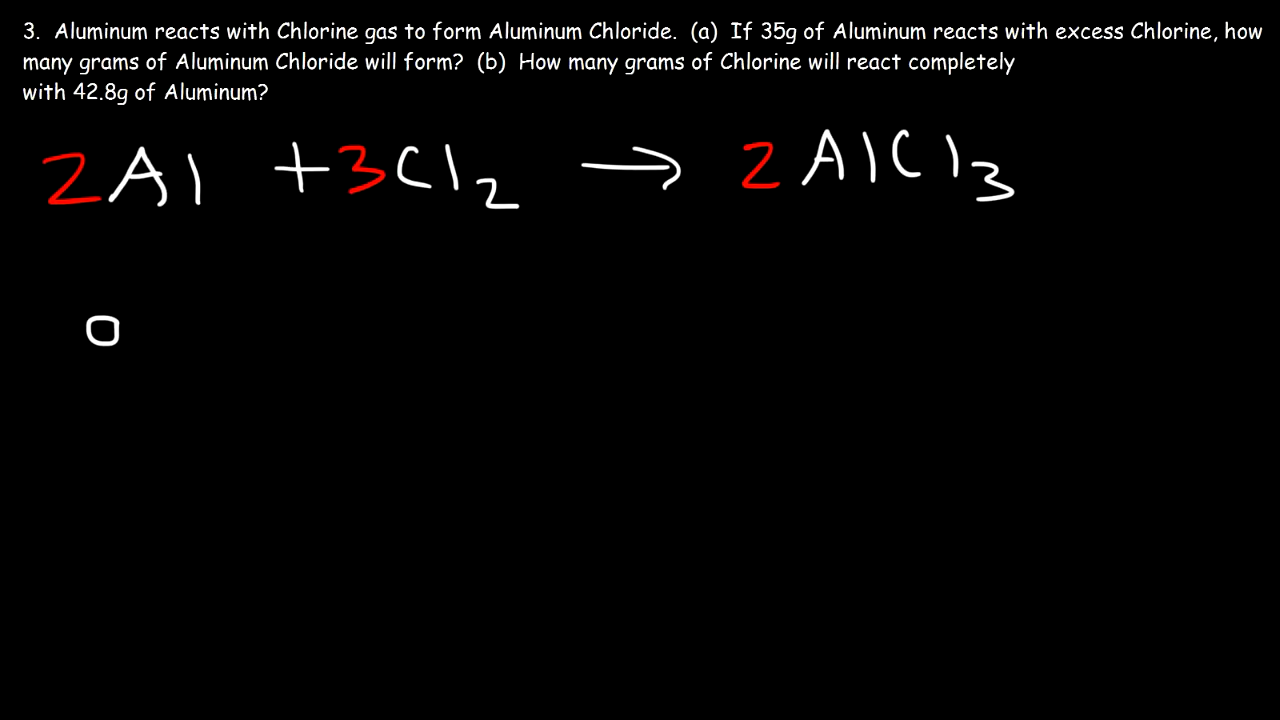 3. Aluminum reacts with Chlorine gas to form Aluminum Chloride. (a) If 35g of Aluminum reacts with excess Chlorine, how
many grams of Aluminum Chloride will form? (b) How many grams of Chlorine will react completely
with 42.8g of Aluminum?
2Al + 3Cl₂ → 2AlCl₃
0